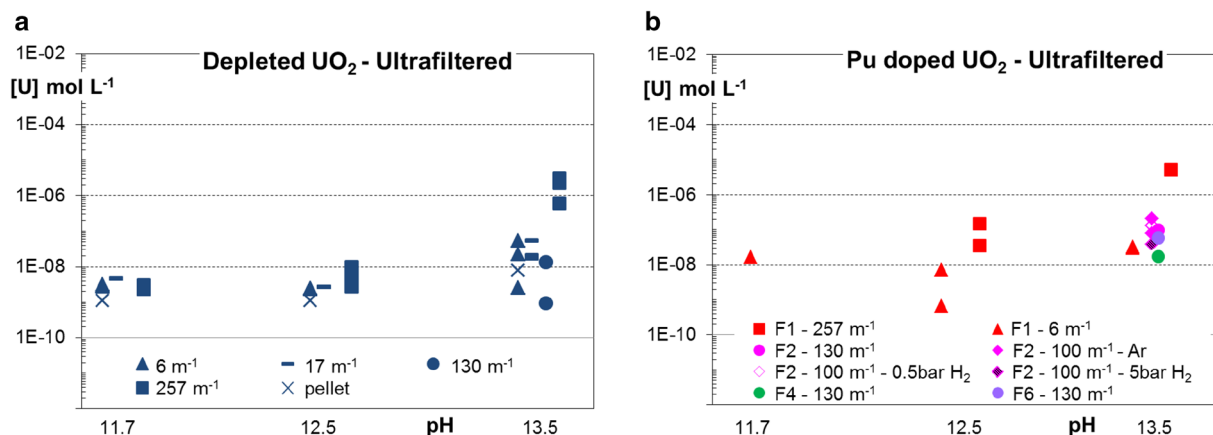 a
Depleted UO2 - Ultrafiltered
[U] mol L-1
1E-02
1E-04
1E-06
1E-08
1E-10
6 m-1
17 m-1
130 m-1
257 m-1
pellet
11.7
12.5
pH
13.5
b
Pu doped UO2 - Ultrafiltered
[U] mol L-1
1E-02
1E-04
1E-06
1E-08
1E-10
F1 - 257 m-1
F1 - 6 m-1
F2 - 130 m-1
F2 - 100 m-1 - Ar
F2 - 100 m-1 - 0.5bar H2
F2 - 100 m-1 - 5bar H2
F4 - 130 m-1
F6 - 130 m-1
11.7
12.5
pH
13.5